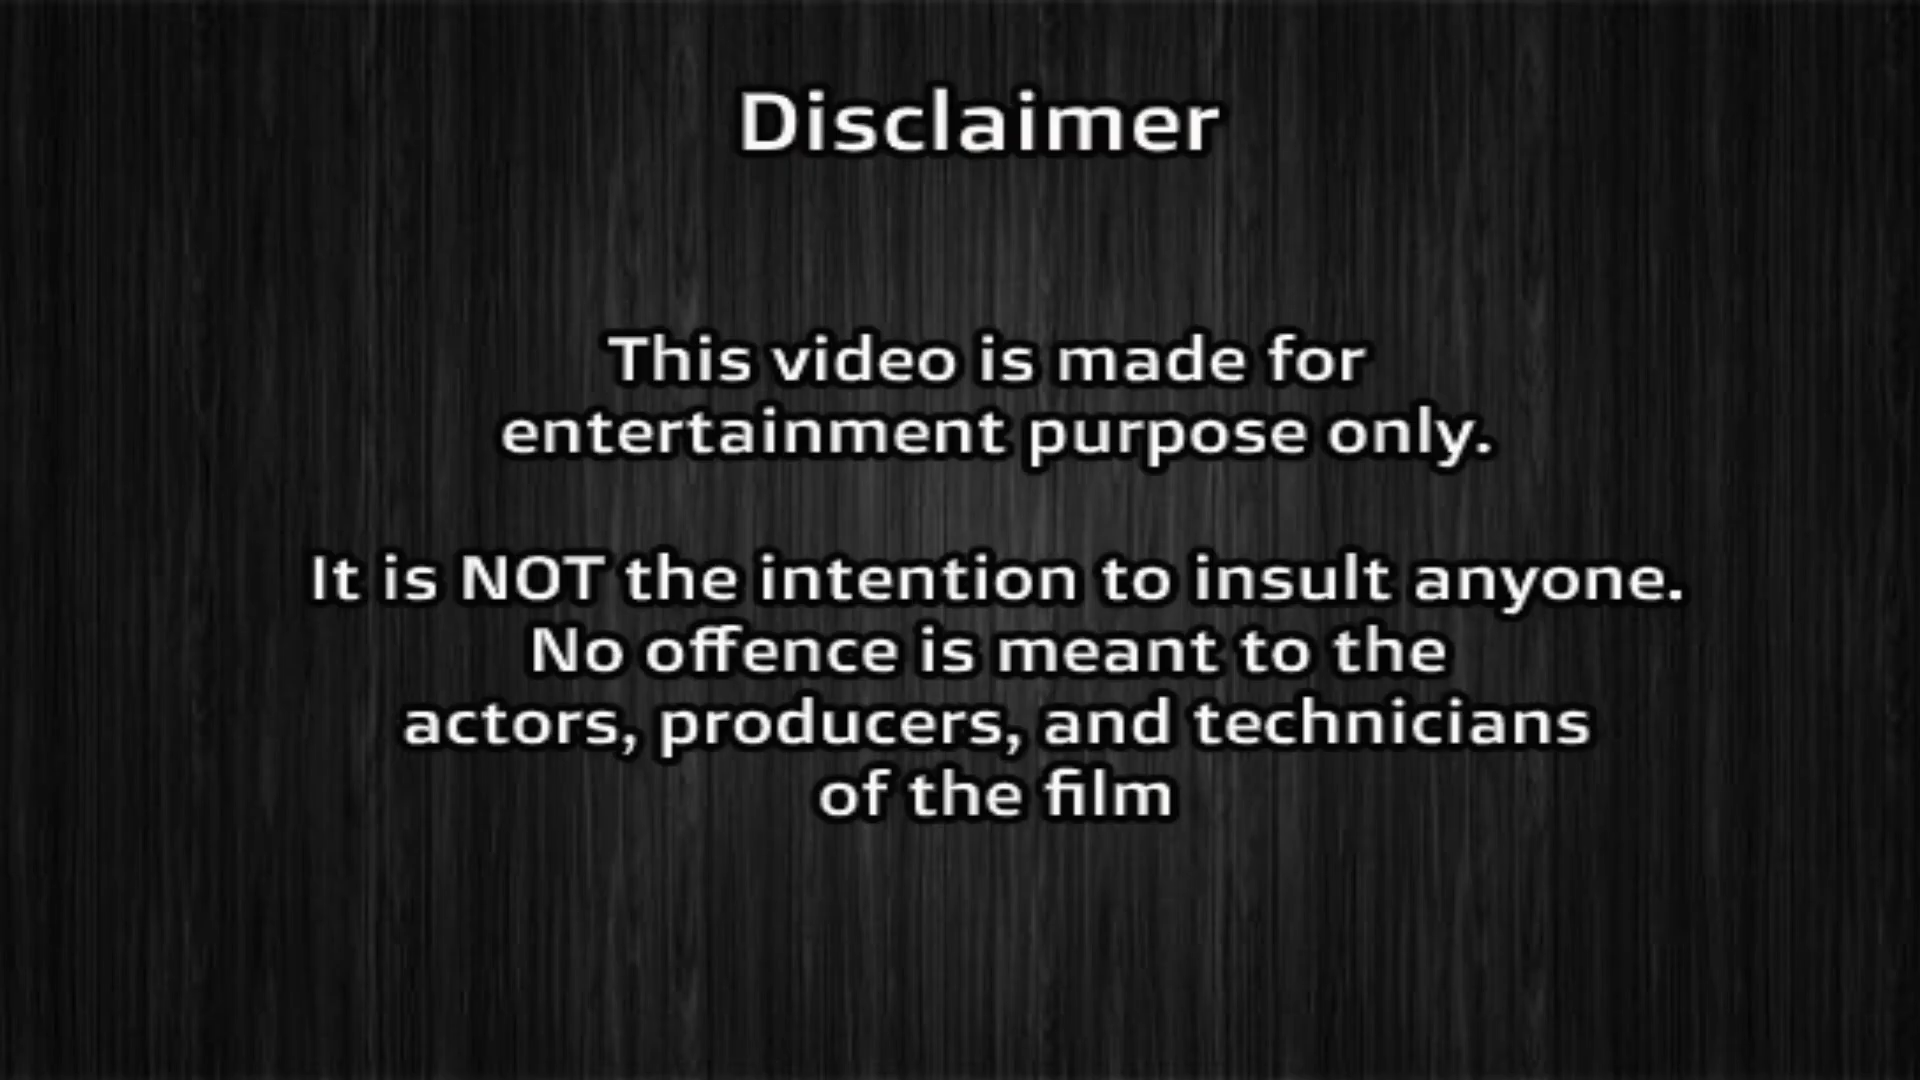 Disclaimer
This video is made for
entertainment purpose only.
It is NOT the intention to insult anyone.
No offence is meant to the
actors, producers, and technicians
of the film